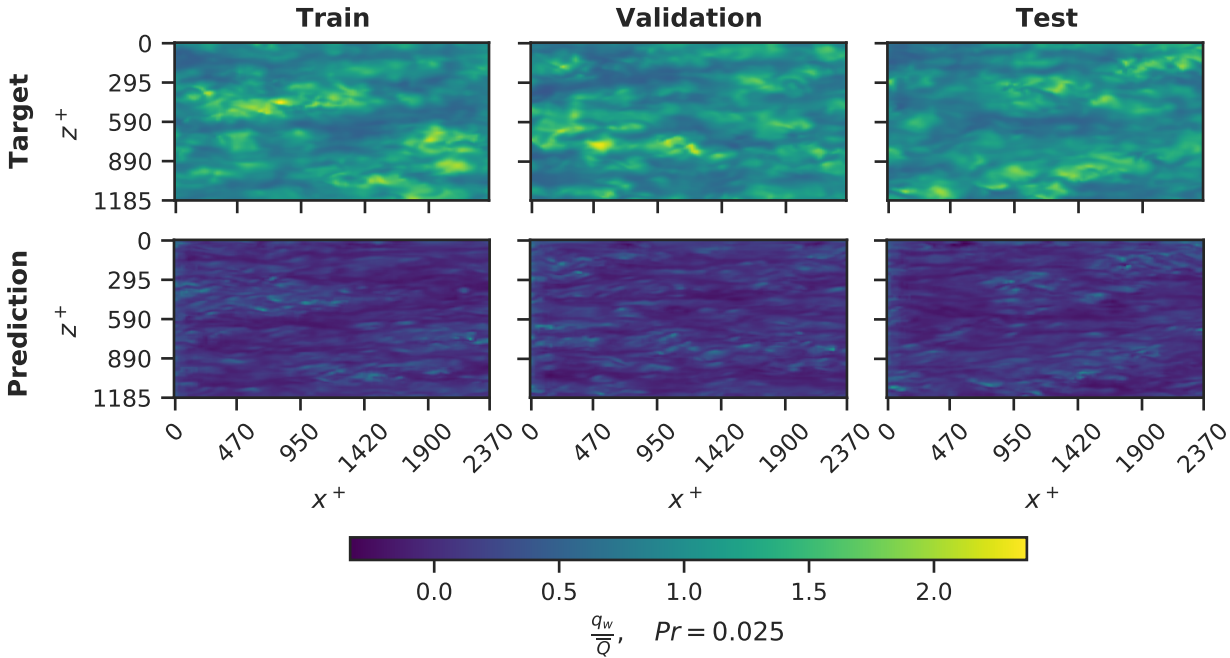 Train Validation Test
Target
z⁺
0
295
590
890
1185
Prediction
z⁺
0
295
590
890
1185
0 470 950 1420 1900 2370 0 470 950 1420 1900 2370 0 470 950 1420 1900 2370
x⁺ x⁺ x⁺
0.0 0.5 1.0 1.5 2.0
q_w / Q̅, Pr = 0.025